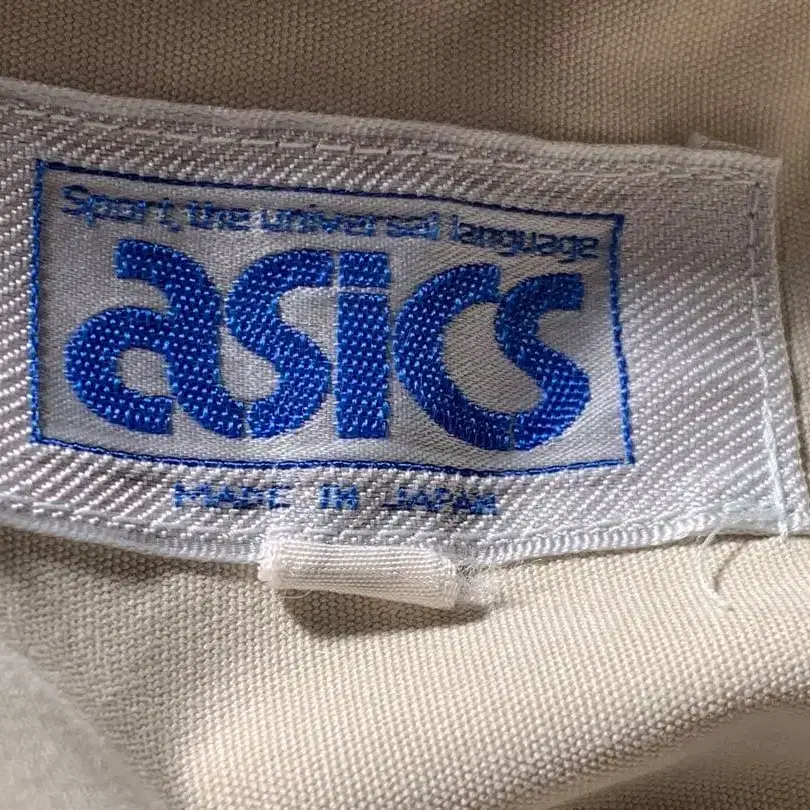 Sport, the universal language
asics
MADE IN JAPAN